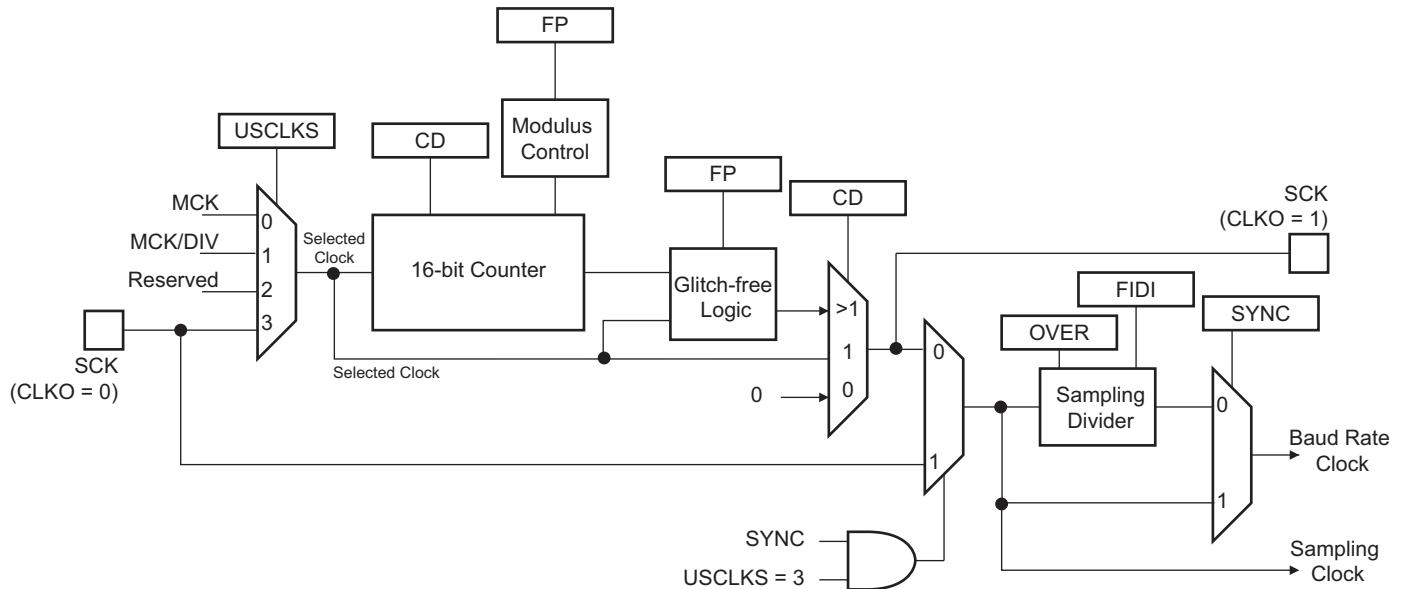 FP
USCLKS
CD
Modulus
Control
FP
CD
SCK
(CLKO = 1)
MCK
0
MCK/DIV
1
Selected
Clock
16-bit Counter
Reserved
2
Glitch-free
Logic
>1
FIDI
3
OVER
SYNC
SCK
(CLKO = 0)
Selected Clock
1
0
0
0
Sampling
Divider
0
Baud Rate
Clock
1
1
SYNC
USCLKS = 3
Sampling
Clock